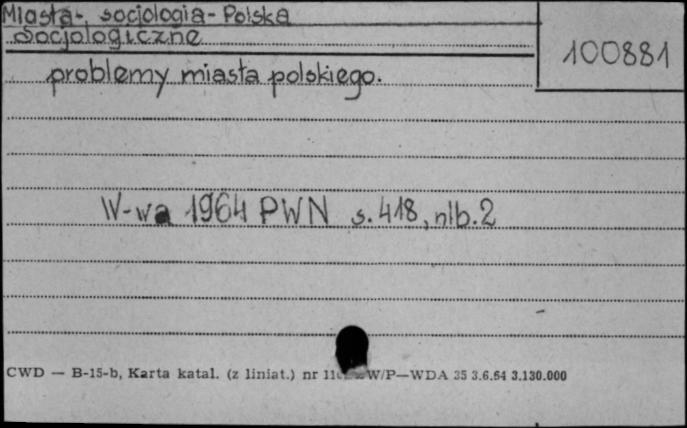 Miasta-, socjologia- Polska
Socjologiczne
100881
problemy miasta polskiego.
W-wa 1964 PWN s. 418, nlb. 2
CWD — B-15-b, Karta katal. (z liniat.) nr W/P—WDA 35 3.6.64 3.130.000